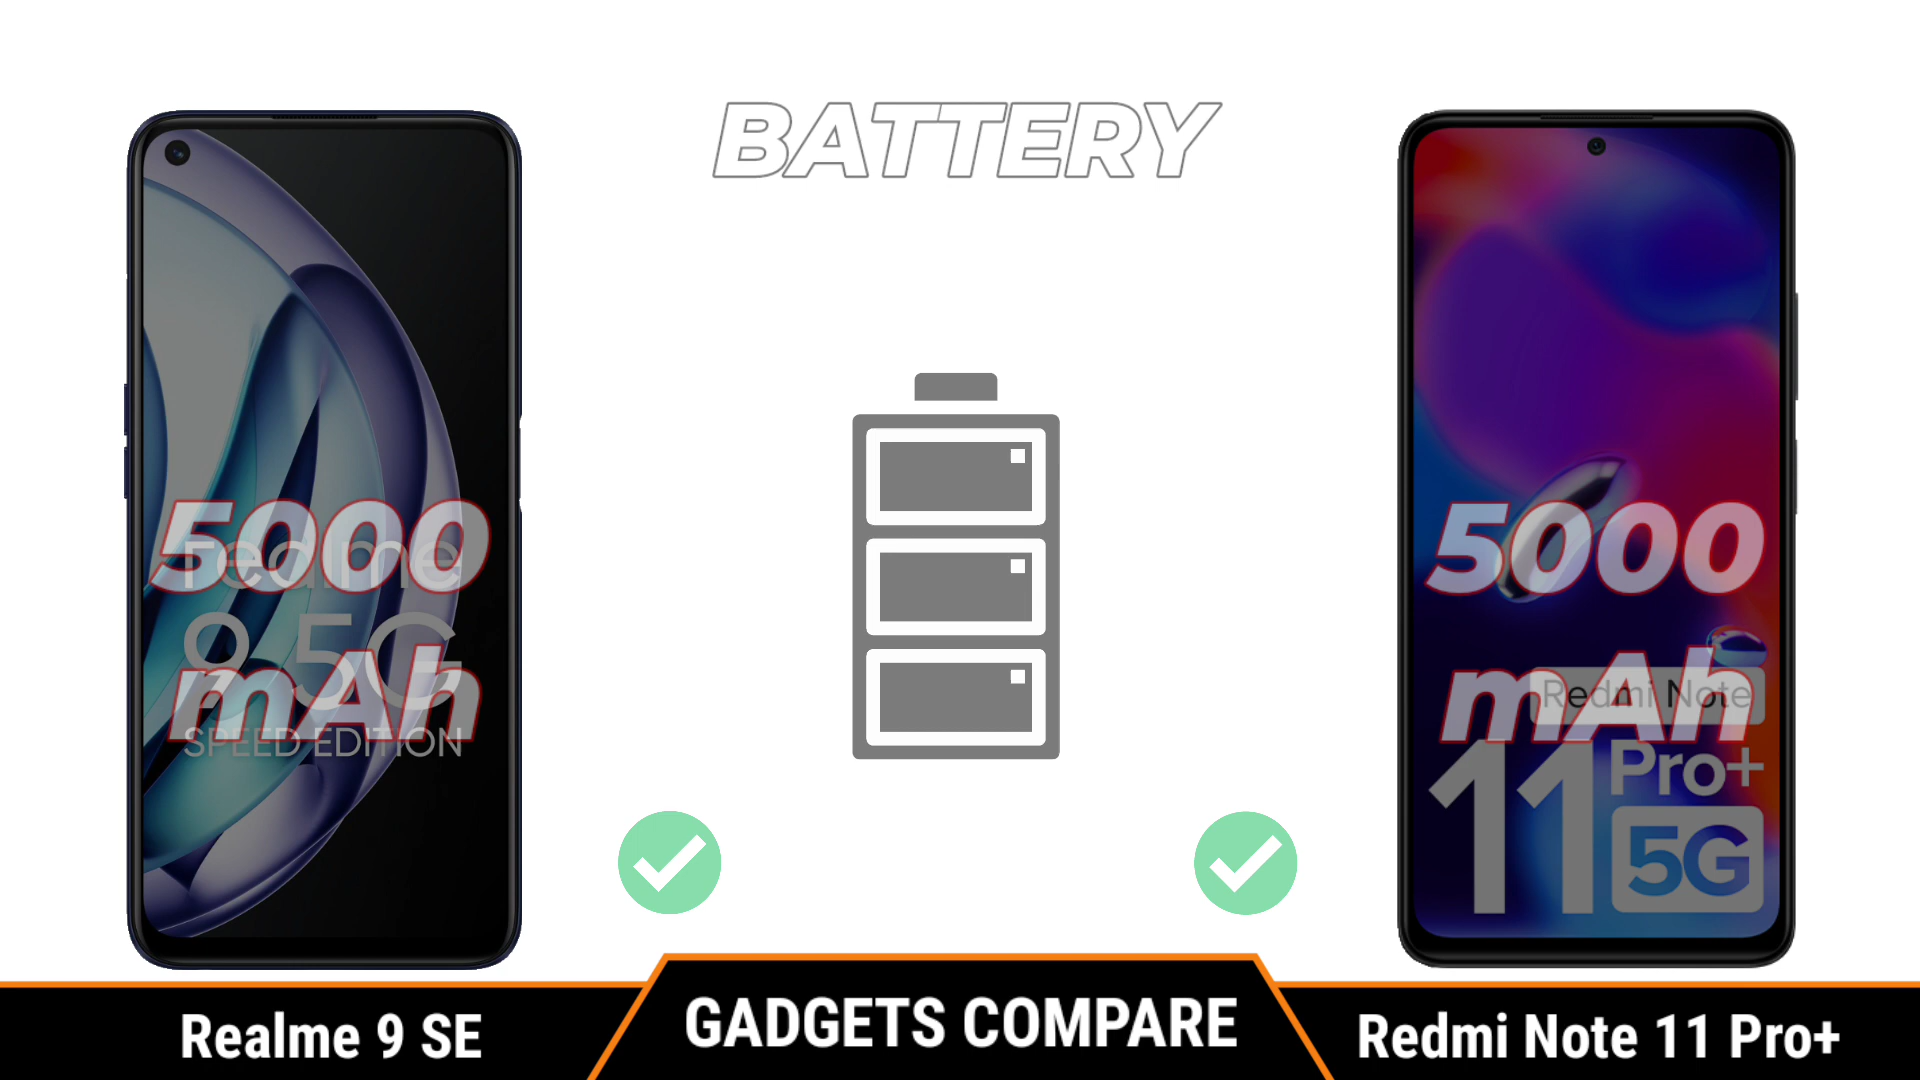 BATTERY
5000
mAh
realme
9 5G
SPEED EDITION
5000
mAh
Redmi Note
11 Pro+
5G
Realme 9 SE
GADGETS COMPARE
Redmi Note 11 Pro+